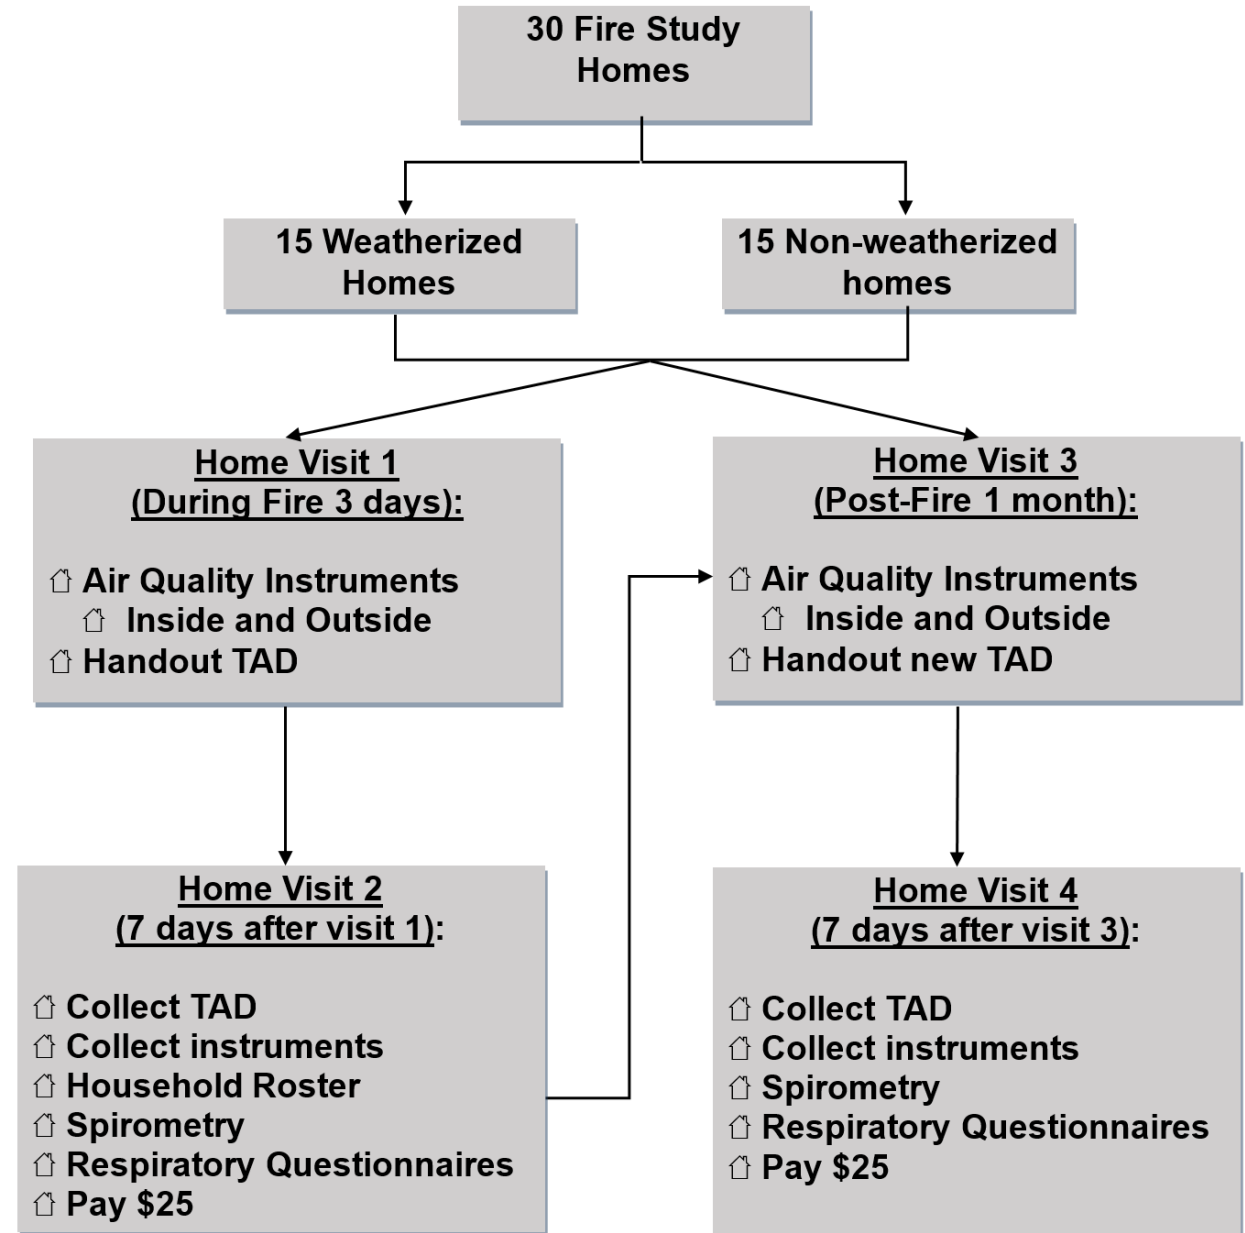 30 Fire Study
Homes
15 Weatherized
Homes
15 Non-weatherized
homes
Home Visit 1
(During Fire 3 days):
Air Quality Instruments
Inside and Outside
Handout TAD
Home Visit 3
(Post-Fire 1 month):
Air Quality Instruments
Inside and Outside
Handout new TAD
Home Visit 2
(7 days after visit 1):
Collect TAD
Collect instruments
Household Roster
Spirometry
Respiratory Questionnaires
Pay $25
Home Visit 4
(7 days after visit 3):
Collect TAD
Collect instruments
Spirometry
Respiratory Questionnaires
Pay $25